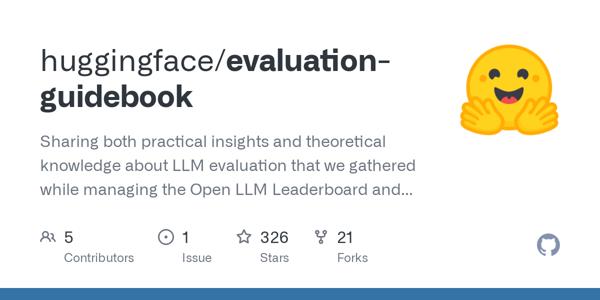 huggingface/evaluation-
guidebook
Sharing both practical insights and theoretical
knowledge about LLM evaluation that we gathered
while managing the Open LLM Leaderboard and...
5 1 326 21
Contributors Issue Stars Forks